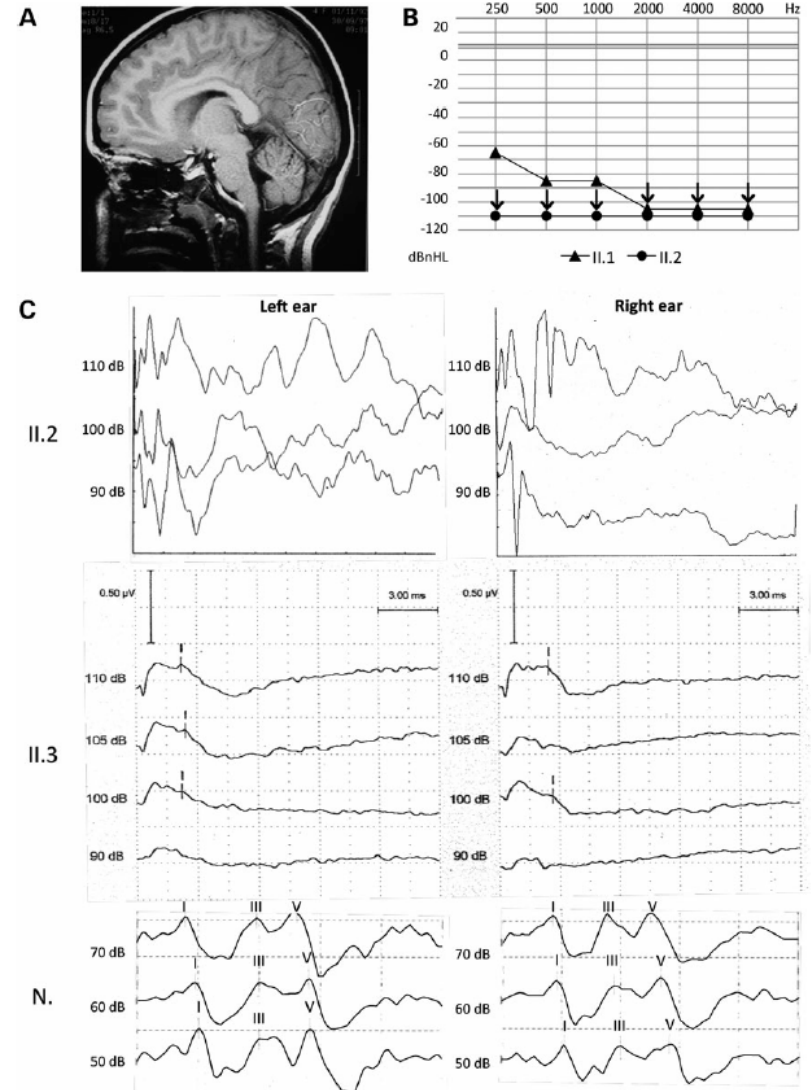 A
B
250 500 1000 2000 4000 8000 Hz
20
0
-20
-40
-60
-80
-100
-120
dBnHL
II.1 II.2
C
Left ear Right ear
II.2
110 dB 110 dB
100 dB 100 dB
90 dB 90 dB
II.3
0.50 µV 3.00 ms 0.50 µV 3.00 ms
I I
110 dB 110 dB
I
105 dB 105 dB
I I
100 dB 100 dB
90 dB 90 dB
N.
I III V I III V
70 dB 70 dB
I III V I III V
60 dB 60 dB
I III V I III V
50 dB 50 dB